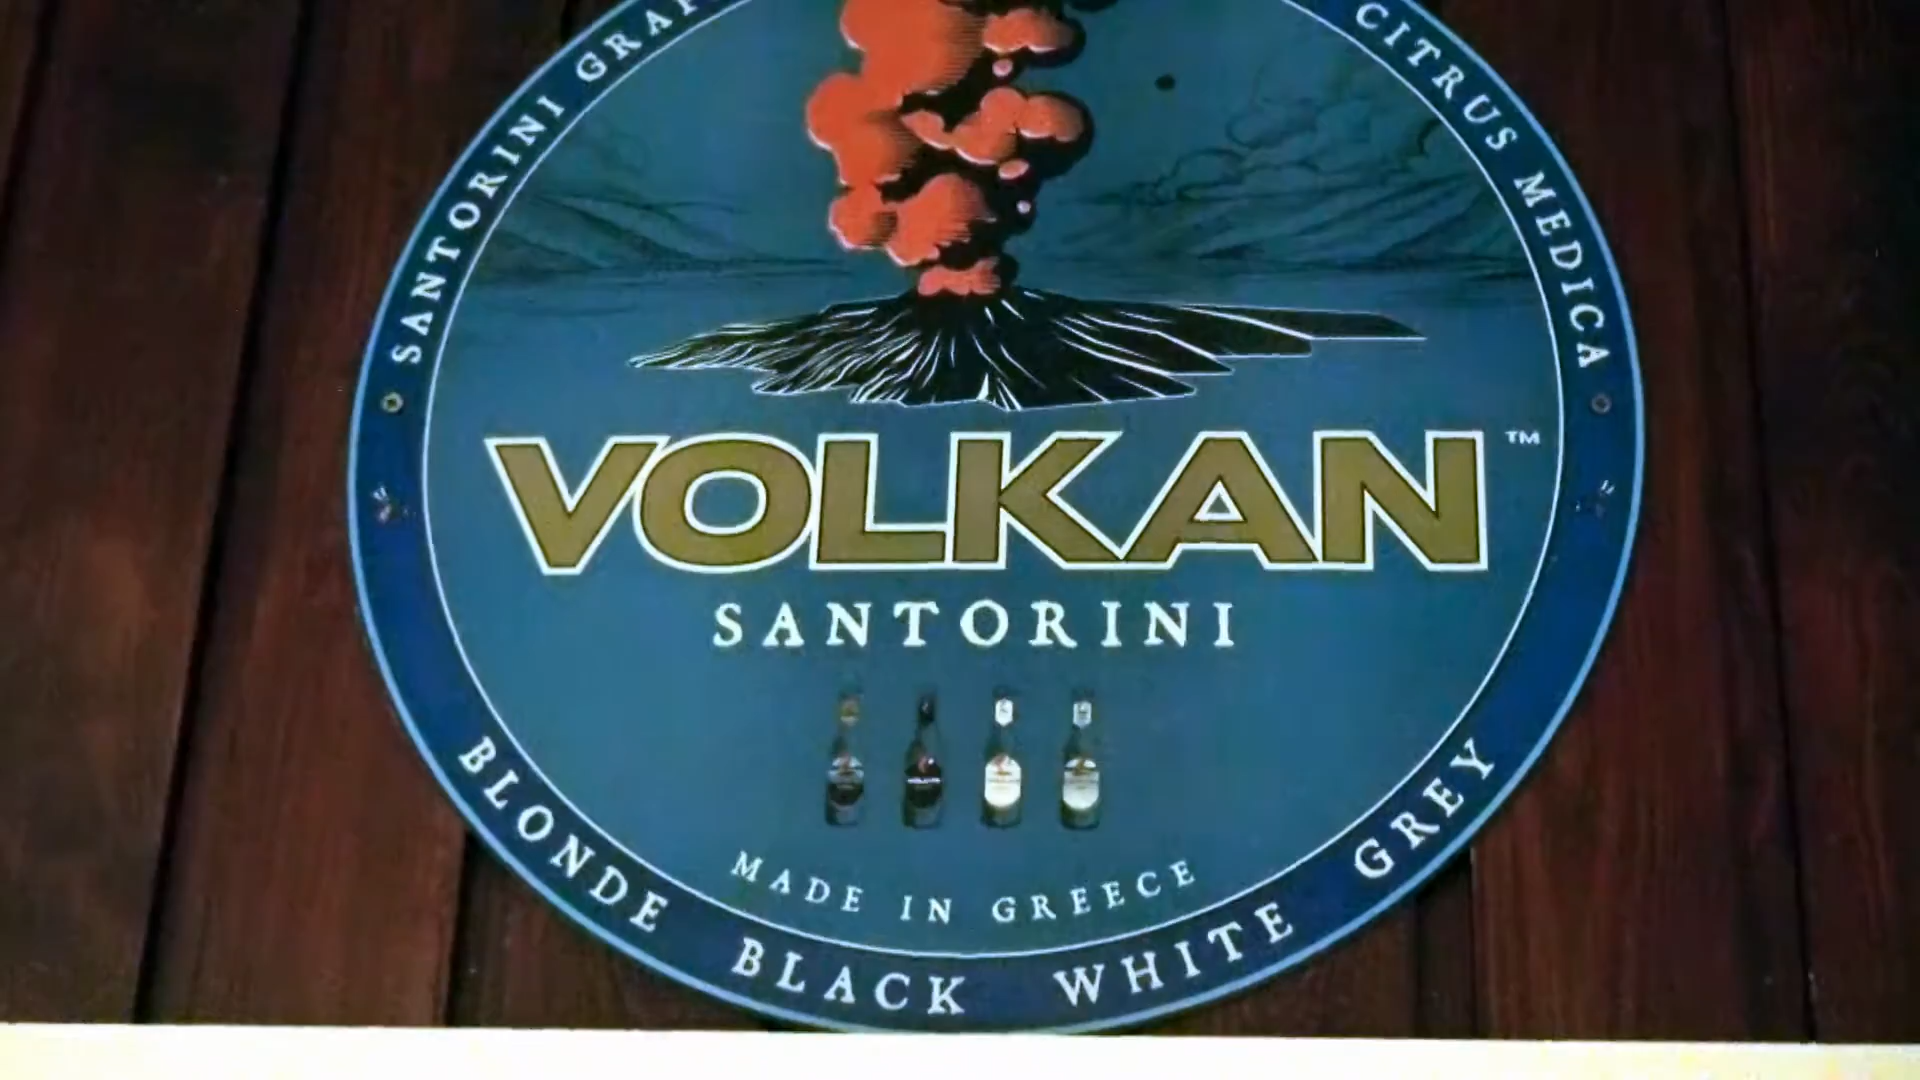 SANTORINI
CITRUS MEDICA
VOLKAN™
SANTORINI
MADE IN GREECE
BLONDE BLACK WHITE GREY